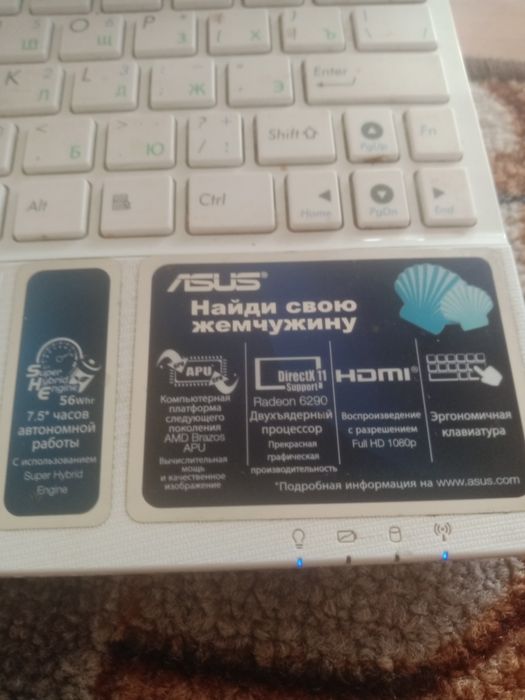 Ш
O Щ
P З
{ [ Х
} ] Ъ
| \
K 2 Л
L 3 Д
: ; Ж
" ' Э
Enter
< , Б
> . Ю
? / .
Shift
PgUp
Fn
Alt
Ctrl
Home
PgDn
End
Super
Hybrid
Engine
56whr
7.5* часов
автономной
работы
С использованием
Super Hybrid
Engine
ASUS®
Найди свою
жемчужину
APU
Компьютерная
платформа
следующего
поколения
AMD Brazos
APU
Вычислительная
мощь
и качественное
изображение
DirectX 11
Support
Radeon 6290
Двухъядерный
процессор
Прекрасная
графическая
производительность
HDMI®
Воспроизведение
с разрешением
Full HD 1080p
Эргономичная
клавиатура
*Подробная информация на www.asus.com